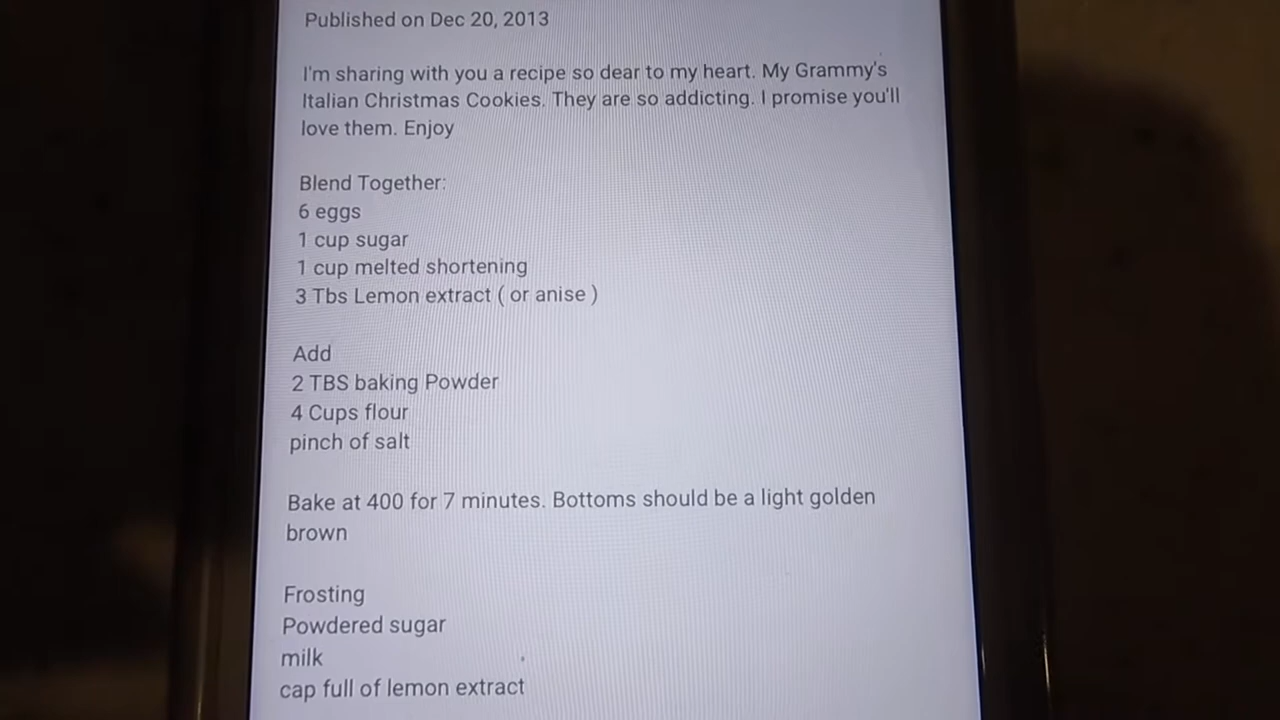 Published on Dec 20, 2013
I'm sharing with you a recipe so dear to my heart. My Grammy's
Italian Christmas Cookies. They are so addicting. I promise you'll
love them. Enjoy
Blend Together:
6 eggs
1 cup sugar
1 cup melted shortening
3 Tbs Lemon extract ( or anise )
Add
2 TBS baking Powder
4 Cups flour
pinch of salt
Bake at 400 for 7 minutes. Bottoms should be a light golden
brown
Frosting
Powdered sugar
milk
cap full of lemon extract